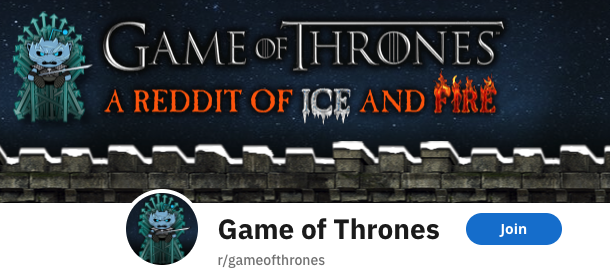 GAME OF THRONES
A REDDIT OF ICE AND FIRE
Game of Thrones
Join
r/gameofthrones